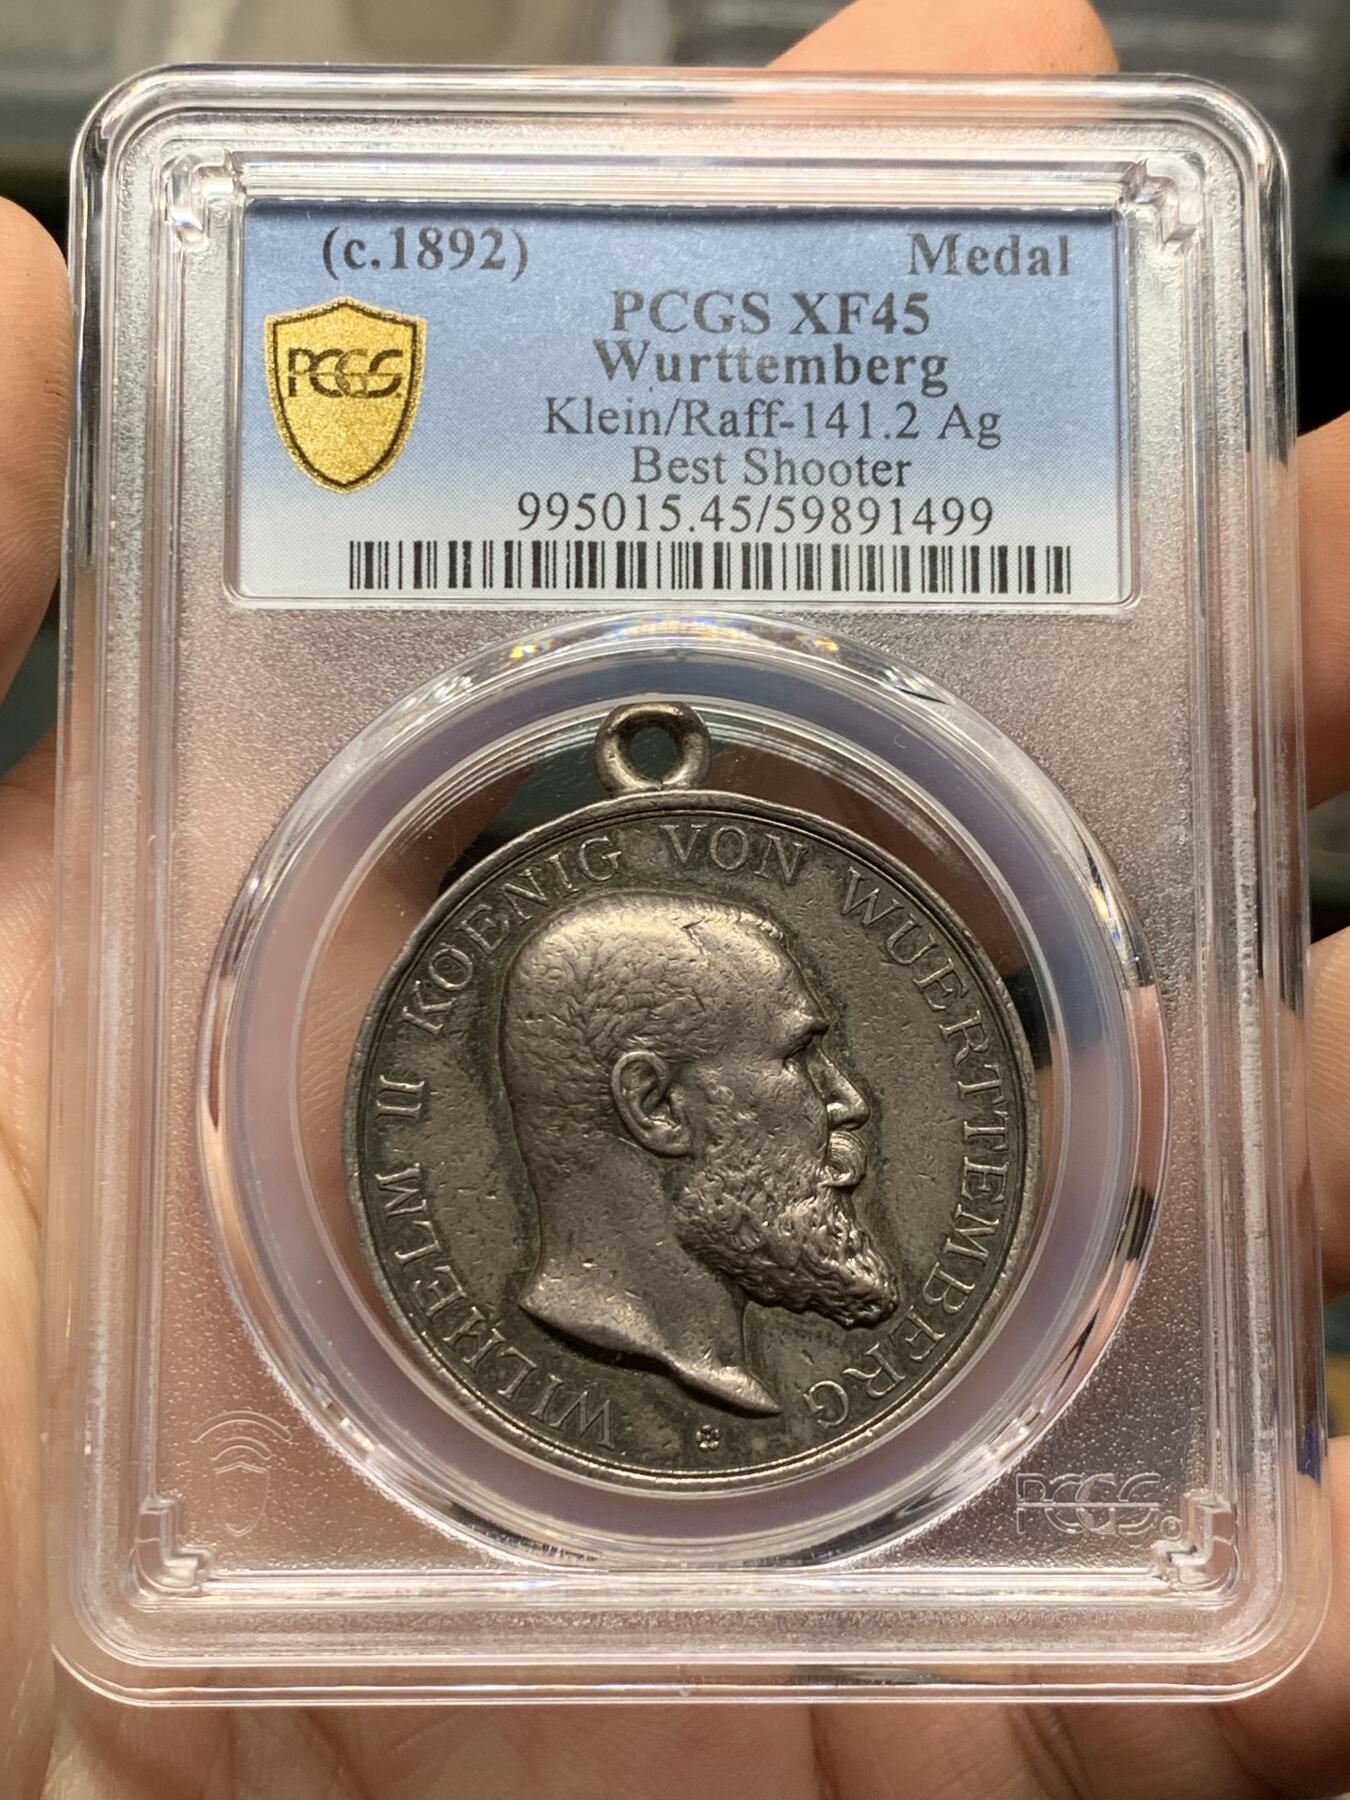 (c.1892) Medal
PCGS XF45
Wurttemberg
Klein/Raff-141.2 Ag
Best Shooter
995015.45/59891499
PCGS
WILHELM II KOENIG VON WUERTTEMBERG
PCGS